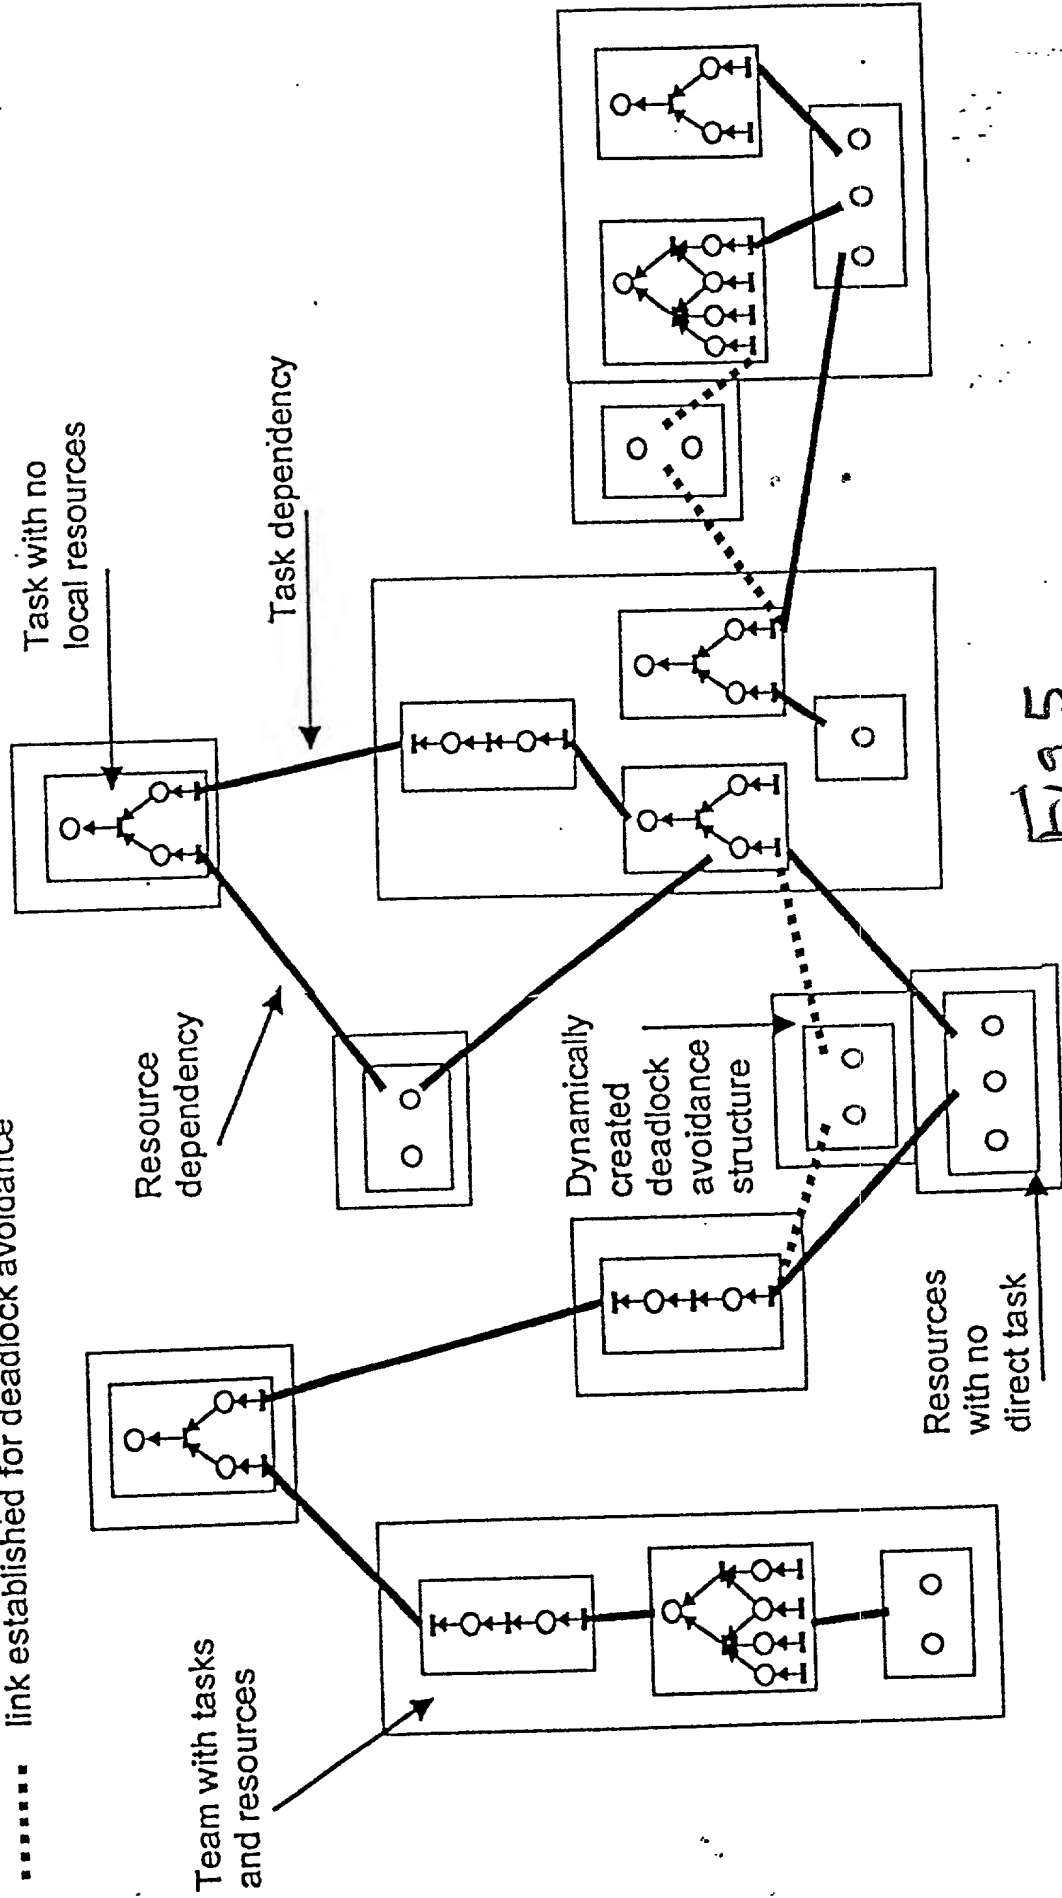 link established for deadlock avoidance
Team with tasks
and resources
Resource
dependency
Task with no
local resources
Task dependency
Dynamically
created
deadlock
avoidance
structure
Resources
with no
direct task